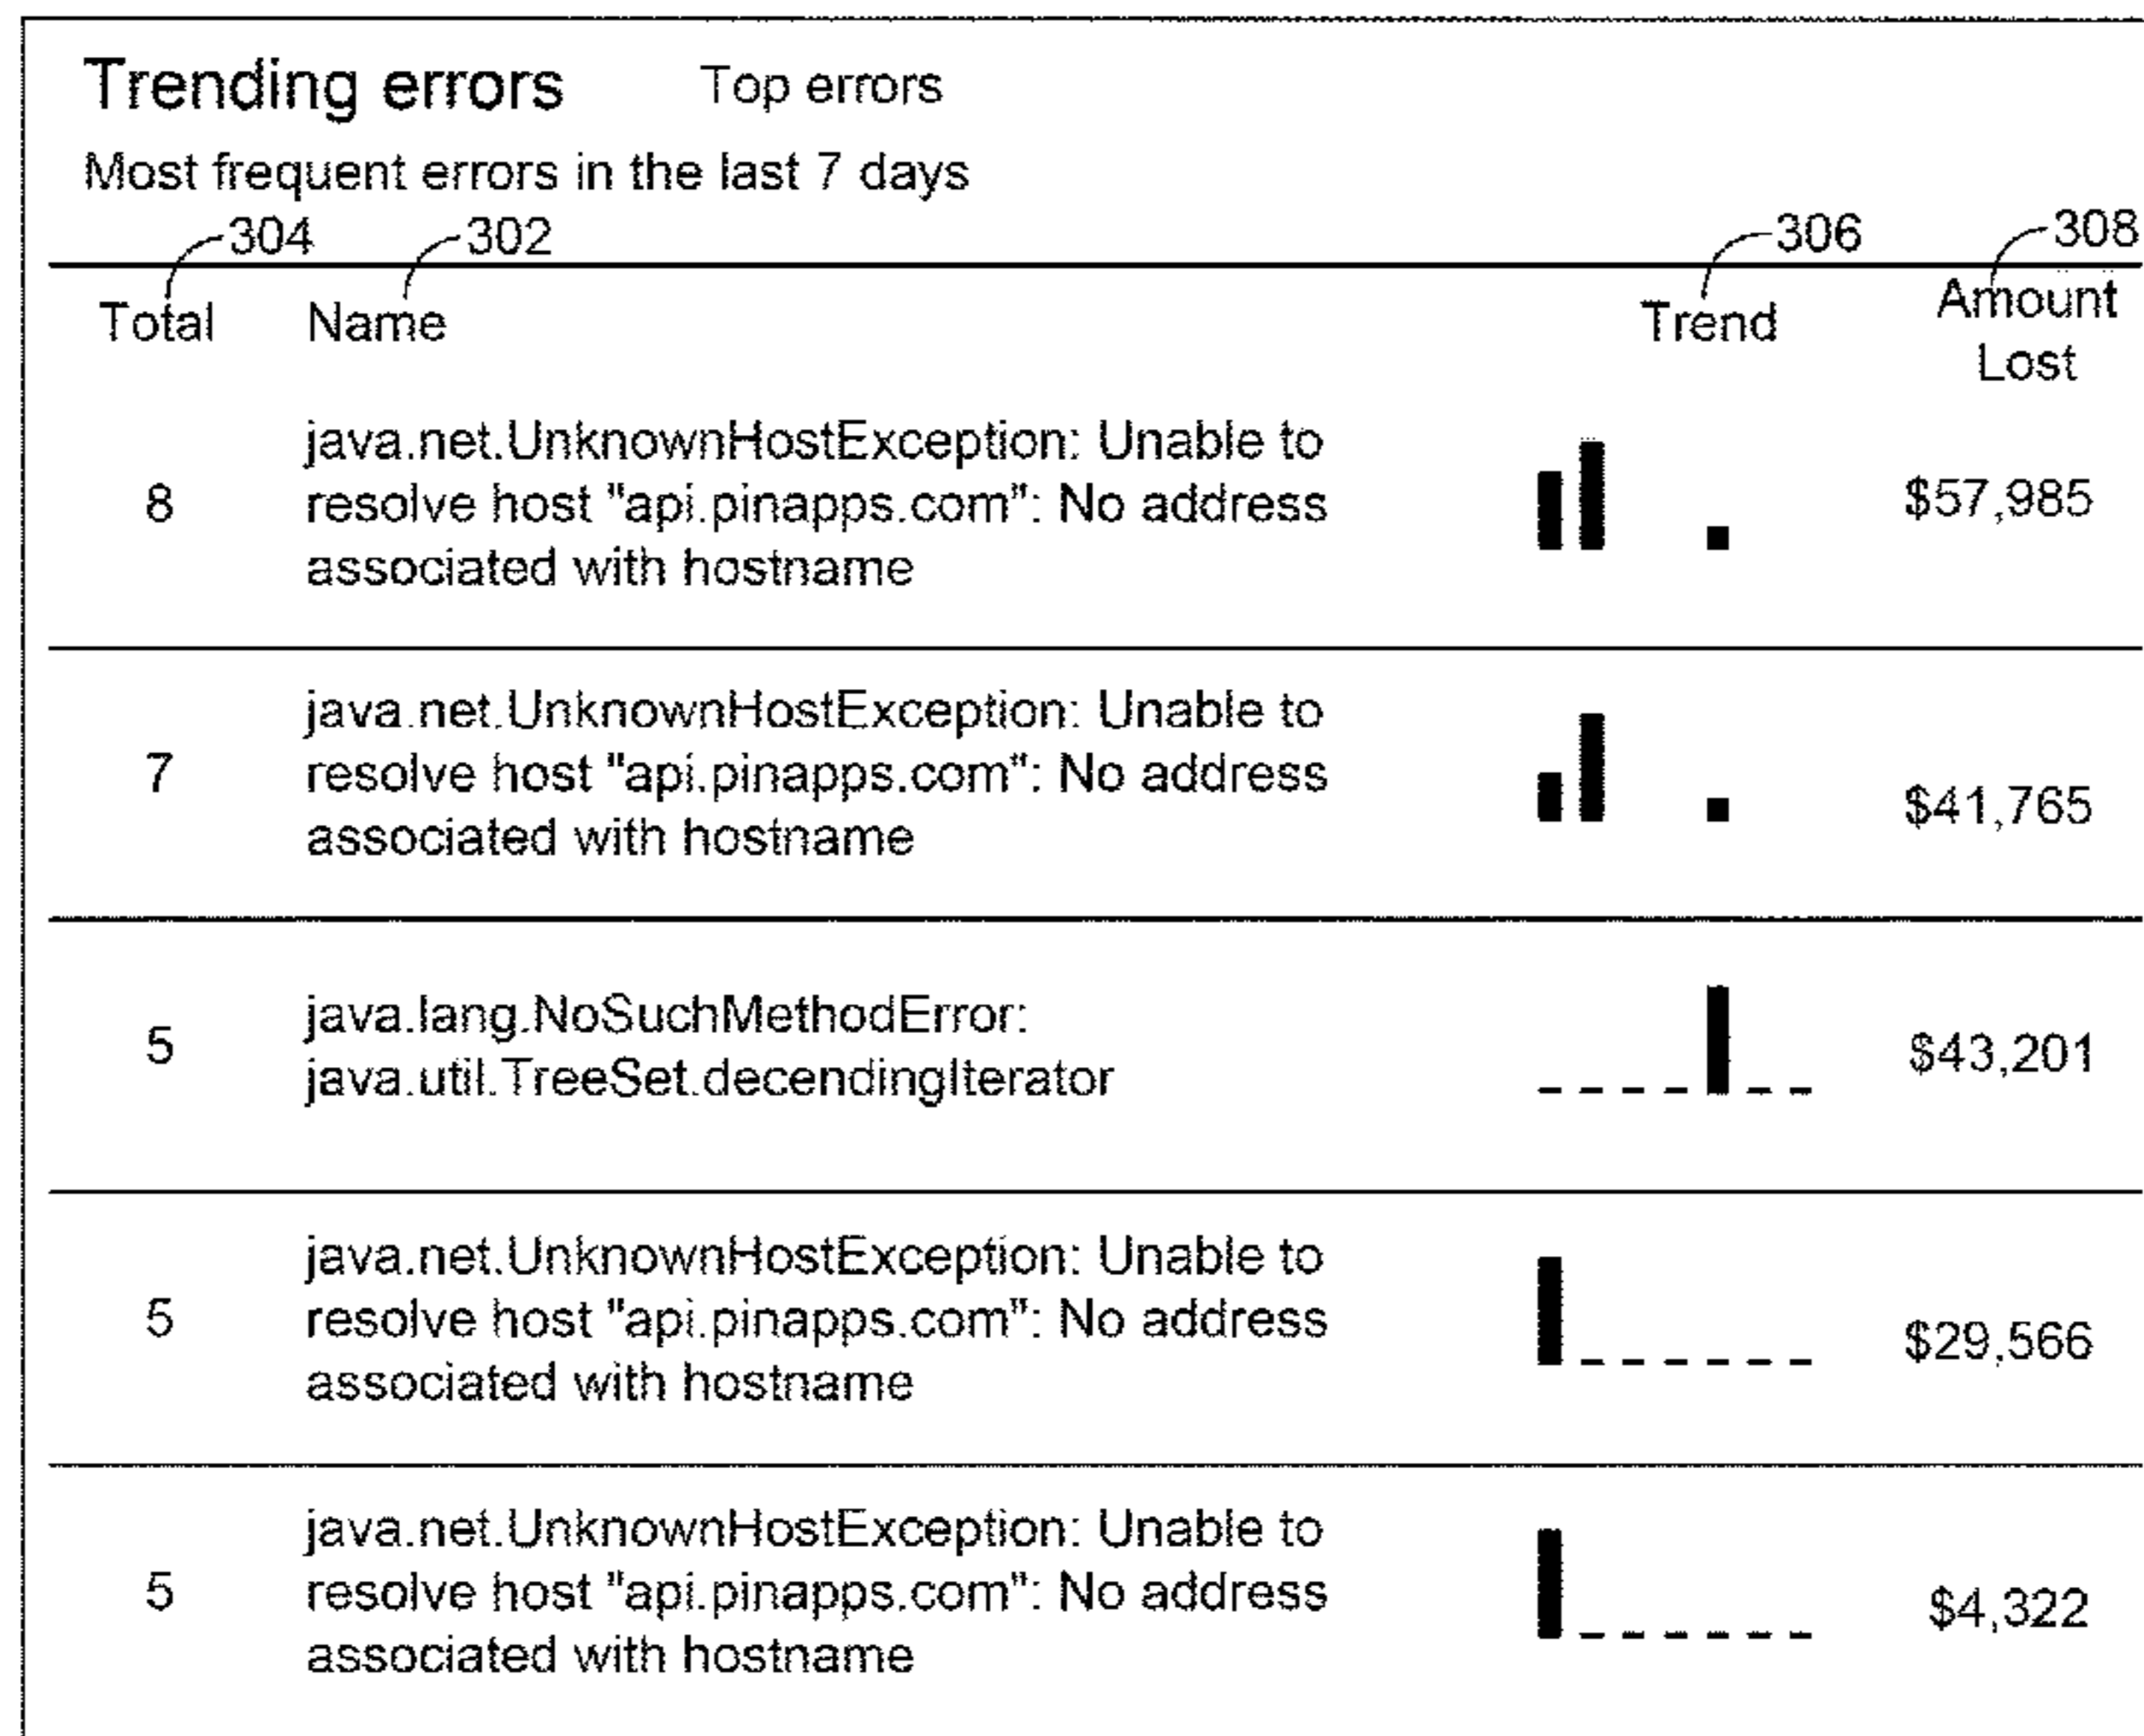 Trending errors Top errors
Most frequent errors in the last 7 days
304 302 306 308
Total Name Trend Amount
Lost
java.net.UnknownHostException: Unable to
8 resolve host "api.pinapps.com": No address $57,985
associated with hostname
java.net.UnknownHostException: Unable to
7 resolve host "api.pinapps.com": No address $41,765
associated with hostname
java.lang.NoSuchMethodError:
5 $43,201
java.util.TreeSet.decendingIterator
java.net.UnknownHostException: Unable to
5 resolve host "api.pinapps.com": No address $29,566
associated with hostname
java.net.UnknownHostException: Unable to
5 resolve host "api.pinapps.com": No address $4,322
associated with hostname